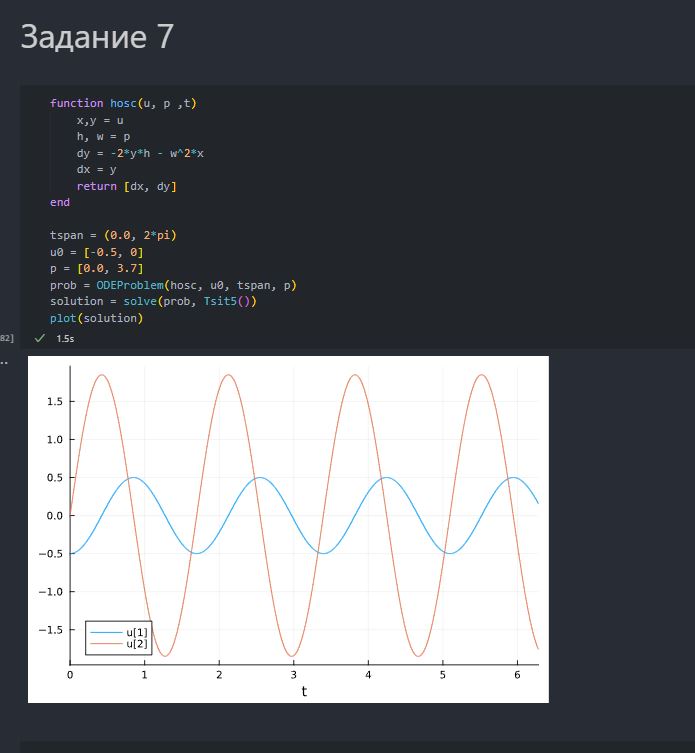 Задание 7
function hosc(u, p ,t)
x,y = u
h, w = p
dy = -2*y*h - w^2*x
dx = y
return [dx, dy]
end
tspan = (0.0, 2*pi)
u0 = [-0.5, 0]
p = [0.0, 3.7]
prob = ODEProblem(hosc, u0, tspan, p)
solution = solve(prob, Tsit5())
plot(solution)
82]
✓ 1.5s
..
1.5
1.0
0.5
0.0
−0.5
−1.0
−1.5
u[1]
u[2]
0 1 2 3 4 5 6
t